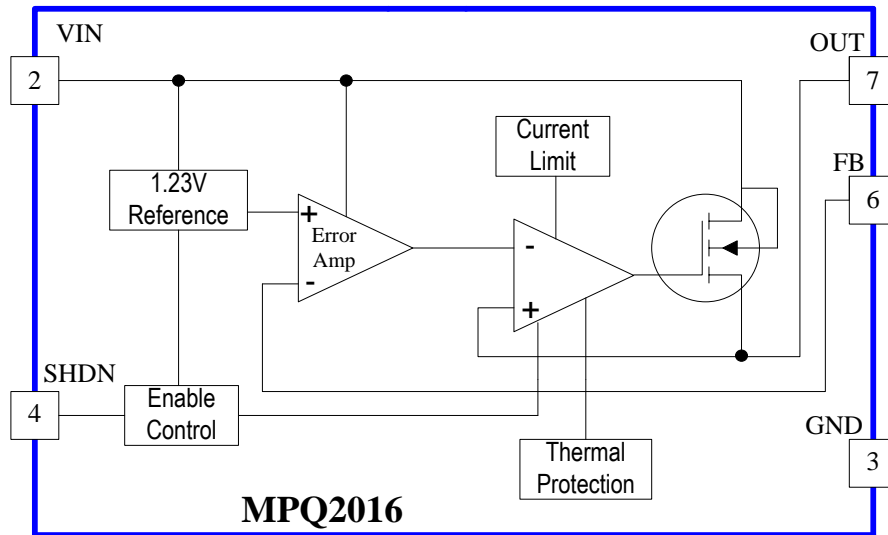 VIN
OUT
2
7
Current
Limit
FB
1.23V
Reference
6
+
Error
Amp
-
-
+
SHDN
4
Enable
Control
GND
3
Thermal
Protection
MPQ2016